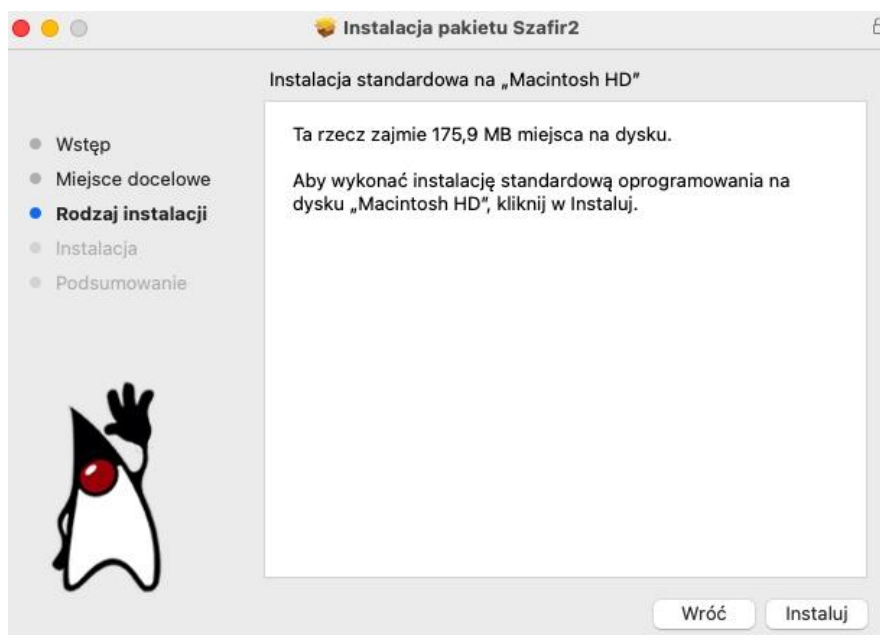 Instalacja pakietu Szafir2
Instalacja standardowa na „Macintosh HD"
Wstęp
Miejsce docelowe
Rodzaj instalacji
Instalacja
Podsumowanie
Ta rzecz zajmie 175,9 MB miejsca na dysku.
Aby wykonać instalację standardową oprogramowania na
dysku „Macintosh HD", kliknij w Instaluj.
Wróć
Instaluj